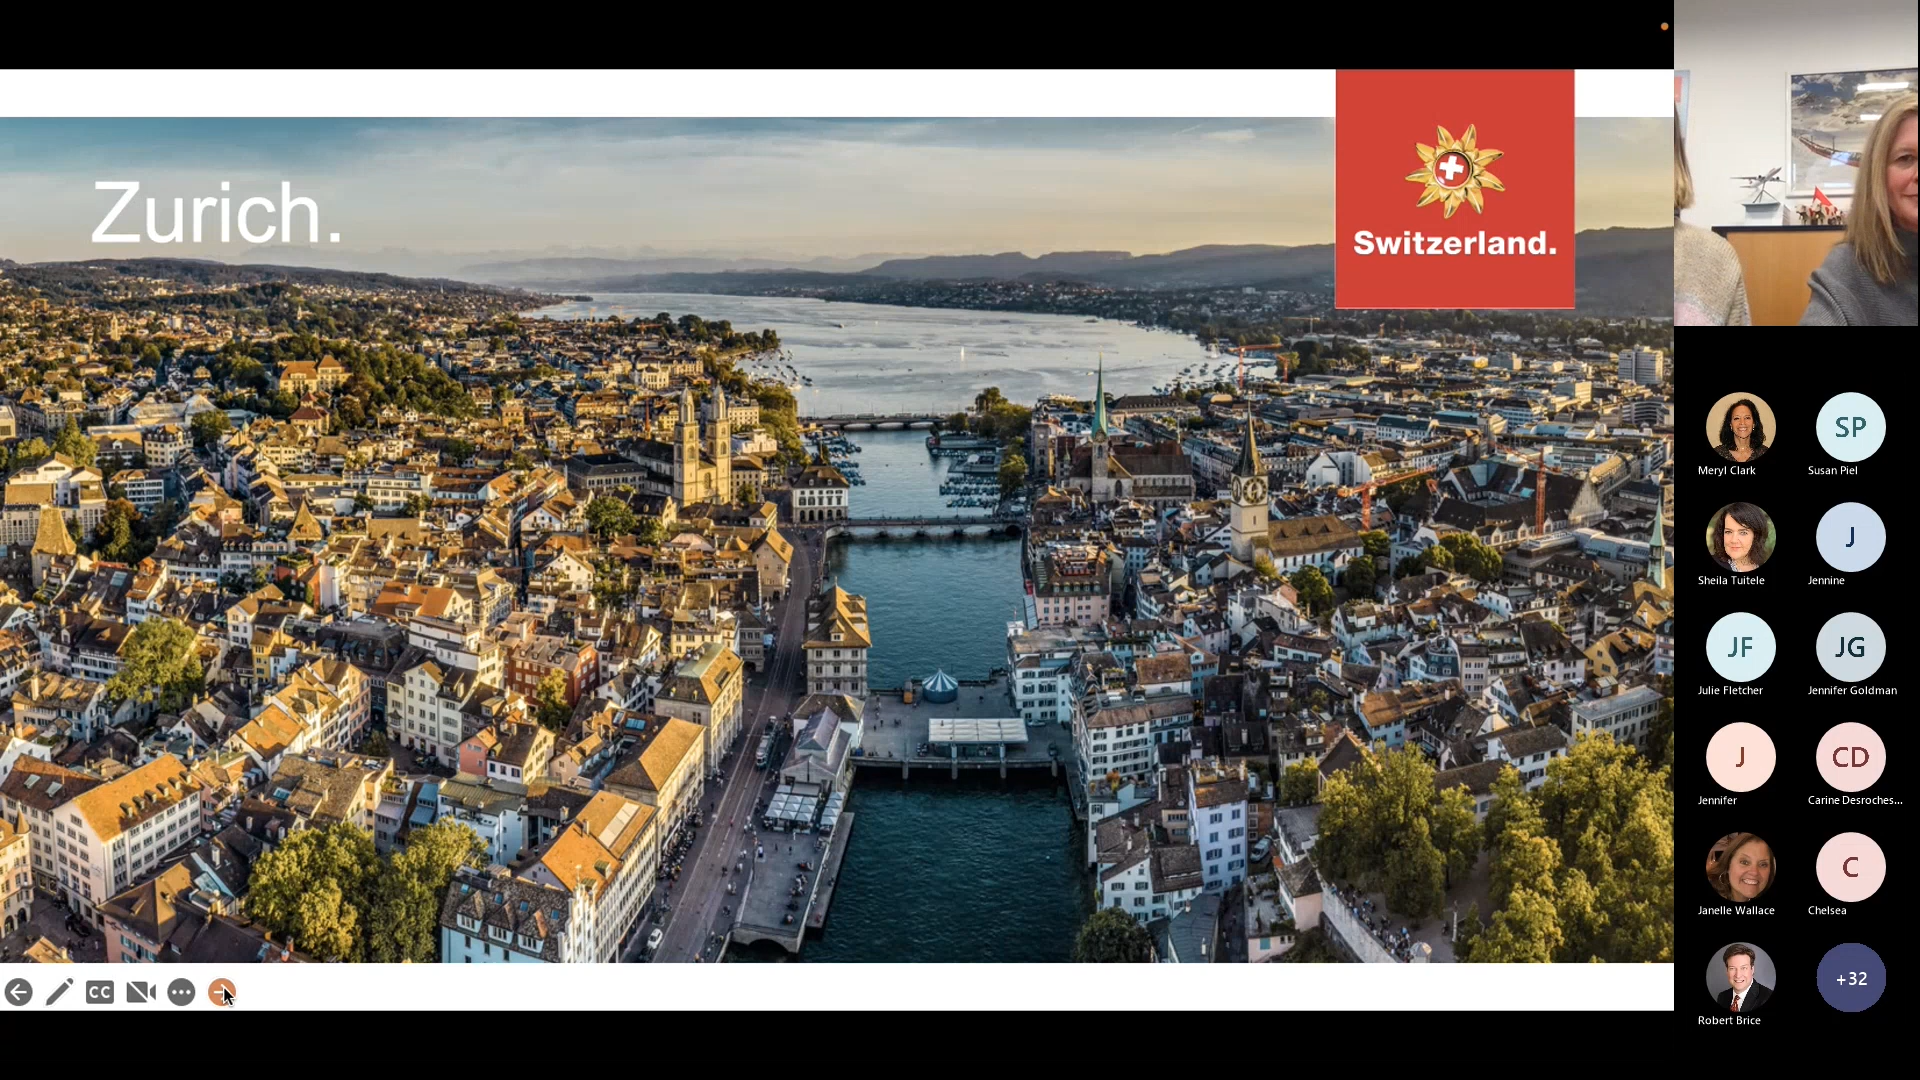 Zurich.
Switzerland.
CC
SP
Meryl Clark
Susan Piel
J
Sheila Tuitele
Jennine
JF
JG
Julie Fletcher
Jennifer Goldman
J
CD
Jennifer
Carine Desroches...
C
Janelle Wallace
Chelsea
+32
Robert Brice